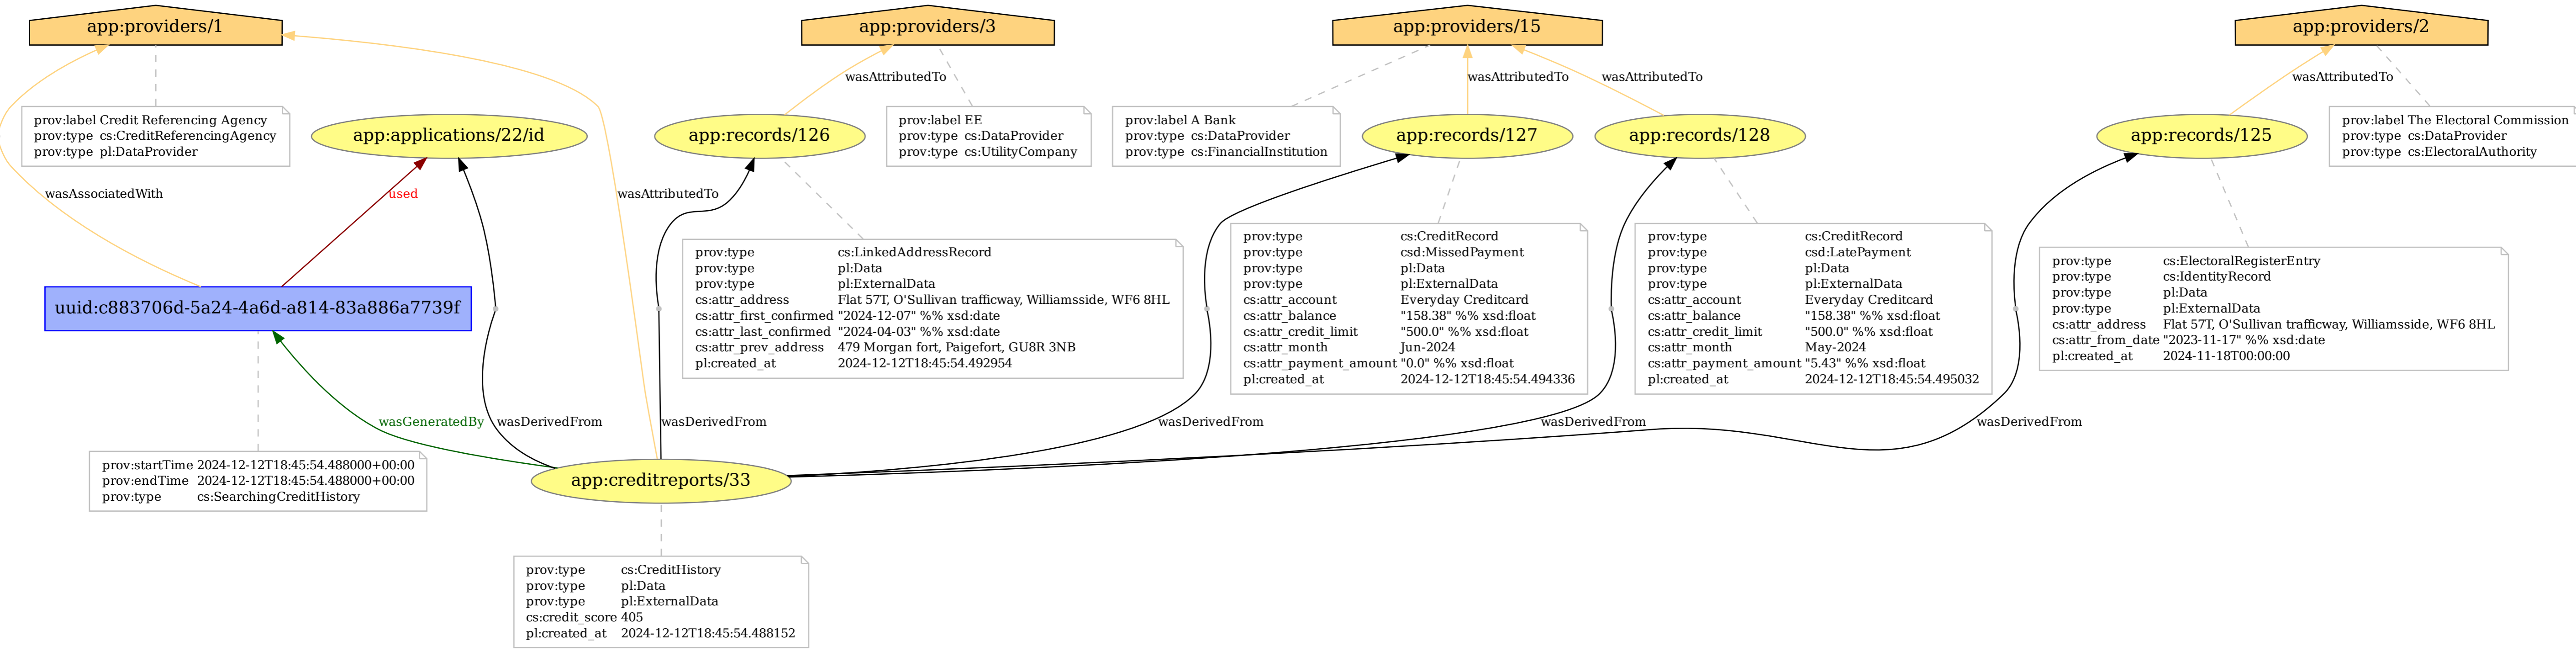 app:providers/1
app:providers/3
app:providers/15
app:providers/2
wasAttributedTo
wasAttributedTo
wasAttributedTo
wasAttributedTo
prov:label Credit Referencing Agency
prov:type cs:CreditReferencingAgency
prov:type pl:DataProvider
app:applications/22/id
app:records/126
prov:label EE
prov:type cs:DataProvider
prov:type cs:UtilityCompany
prov:label A Bank
prov:type cs:DataProvider
prov:type cs:FinancialInstitution
app:records/127
app:records/128
app:records/125
prov:label The Electoral Commission
prov:type cs:DataProvider
prov:type cs:ElectoralAuthority
wasAssociatedWith
used
wasAttributedTo
uuid:c883706d-5a24-4a6d-a814-83a886a7739f
prov:type cs:LinkedAddressRecord
prov:type pl:Data
prov:type pl:ExternalData
cs:attr_address Flat 57T, O'Sullivan trafficway, Williamsside, WF6 8HL
cs:attr_first_confirmed "2024-12-07" %% xsd:date
cs:attr_last_confirmed "2024-04-03" %% xsd:date
cs:attr_prev_address 479 Morgan fort, Paigefort, GU8R 3NB
pl:created_at 2024-12-12T18:45:54.492954
prov:type cs:CreditRecord
prov:type csd:MissedPayment
prov:type pl:Data
prov:type pl:ExternalData
cs:attr_account Everyday Creditcard
cs:attr_balance "158.38" %% xsd:float
cs:attr_credit_limit "500.0" %% xsd:float
cs:attr_month Jun-2024
cs:attr_payment_amount "0.0" %% xsd:float
pl:created_at 2024-12-12T18:45:54.494336
prov:type cs:CreditRecord
prov:type csd:LatePayment
prov:type pl:Data
prov:type pl:ExternalData
cs:attr_account Everyday Creditcard
cs:attr_balance "158.38" %% xsd:float
cs:attr_credit_limit "500.0" %% xsd:float
cs:attr_month May-2024
cs:attr_payment_amount "5.43" %% xsd:float
pl:created_at 2024-12-12T18:45:54.495032
prov:type cs:ElectoralRegisterEntry
prov:type cs:IdentityRecord
prov:type pl:Data
prov:type pl:ExternalData
cs:attr_address Flat 57T, O'Sullivan trafficway, Williamsside, WF6 8HL
cs:attr_from_date "2023-11-17" %% xsd:date
pl:created_at 2024-11-18T00:00:00
wasGeneratedBy
wasDerivedFrom
wasDerivedFrom
wasDerivedFrom
wasDerivedFrom
wasDerivedFrom
prov:startTime 2024-12-12T18:45:54.488000+00:00
prov:endTime 2024-12-12T18:45:54.488000+00:00
prov:type cs:SearchingCreditHistory
app:creditreports/33
prov:type cs:CreditHistory
prov:type pl:Data
prov:type pl:ExternalData
cs:credit_score 405
pl:created_at 2024-12-12T18:45:54.488152